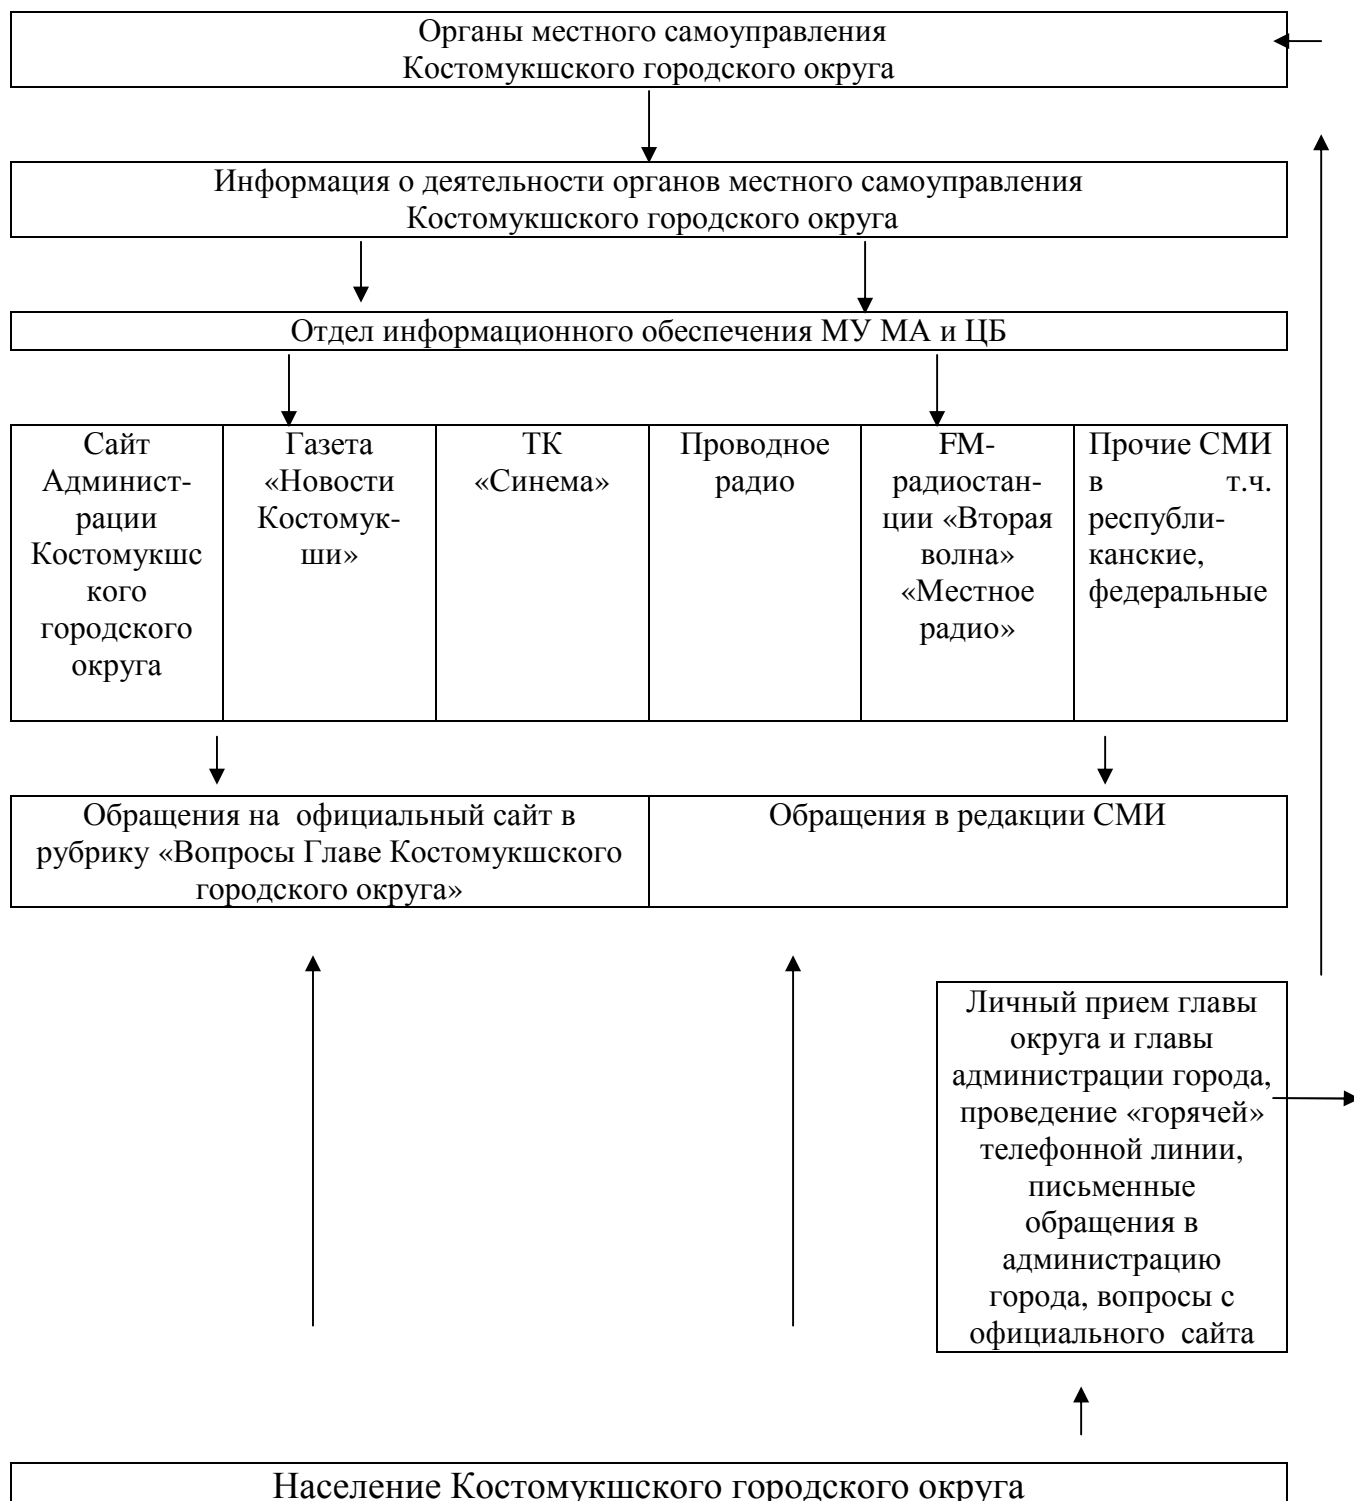 Органы местного самоуправления
Костомукшского городского округа
Информация о деятельности органов местного самоуправления
Костомукшского городского округа
Отдел информационного обеспечения МУ МА и ЦБ
Сайт
Админист-
рации
Костомукшс
кого
городского
округа
Газета
«Новости
Костомук-
ши»
ТК
«Синема»
Проводное
радио
FM-
радиостан-
ции «Вторая
волна»
«Местное
радио»
Прочие СМИ
в т.ч.
республи-
канские,
федеральные
Обращения на официальный сайт в
рубрику «Вопросы Главе Костомукшского
городского округа»
Обращения в редакции СМИ
Личный прием главы
округа и главы
администрации города,
проведение «горячей»
телефонной линии,
письменные
обращения в
администрацию
города, вопросы с
официального сайта
Население Костомукшского городского округа